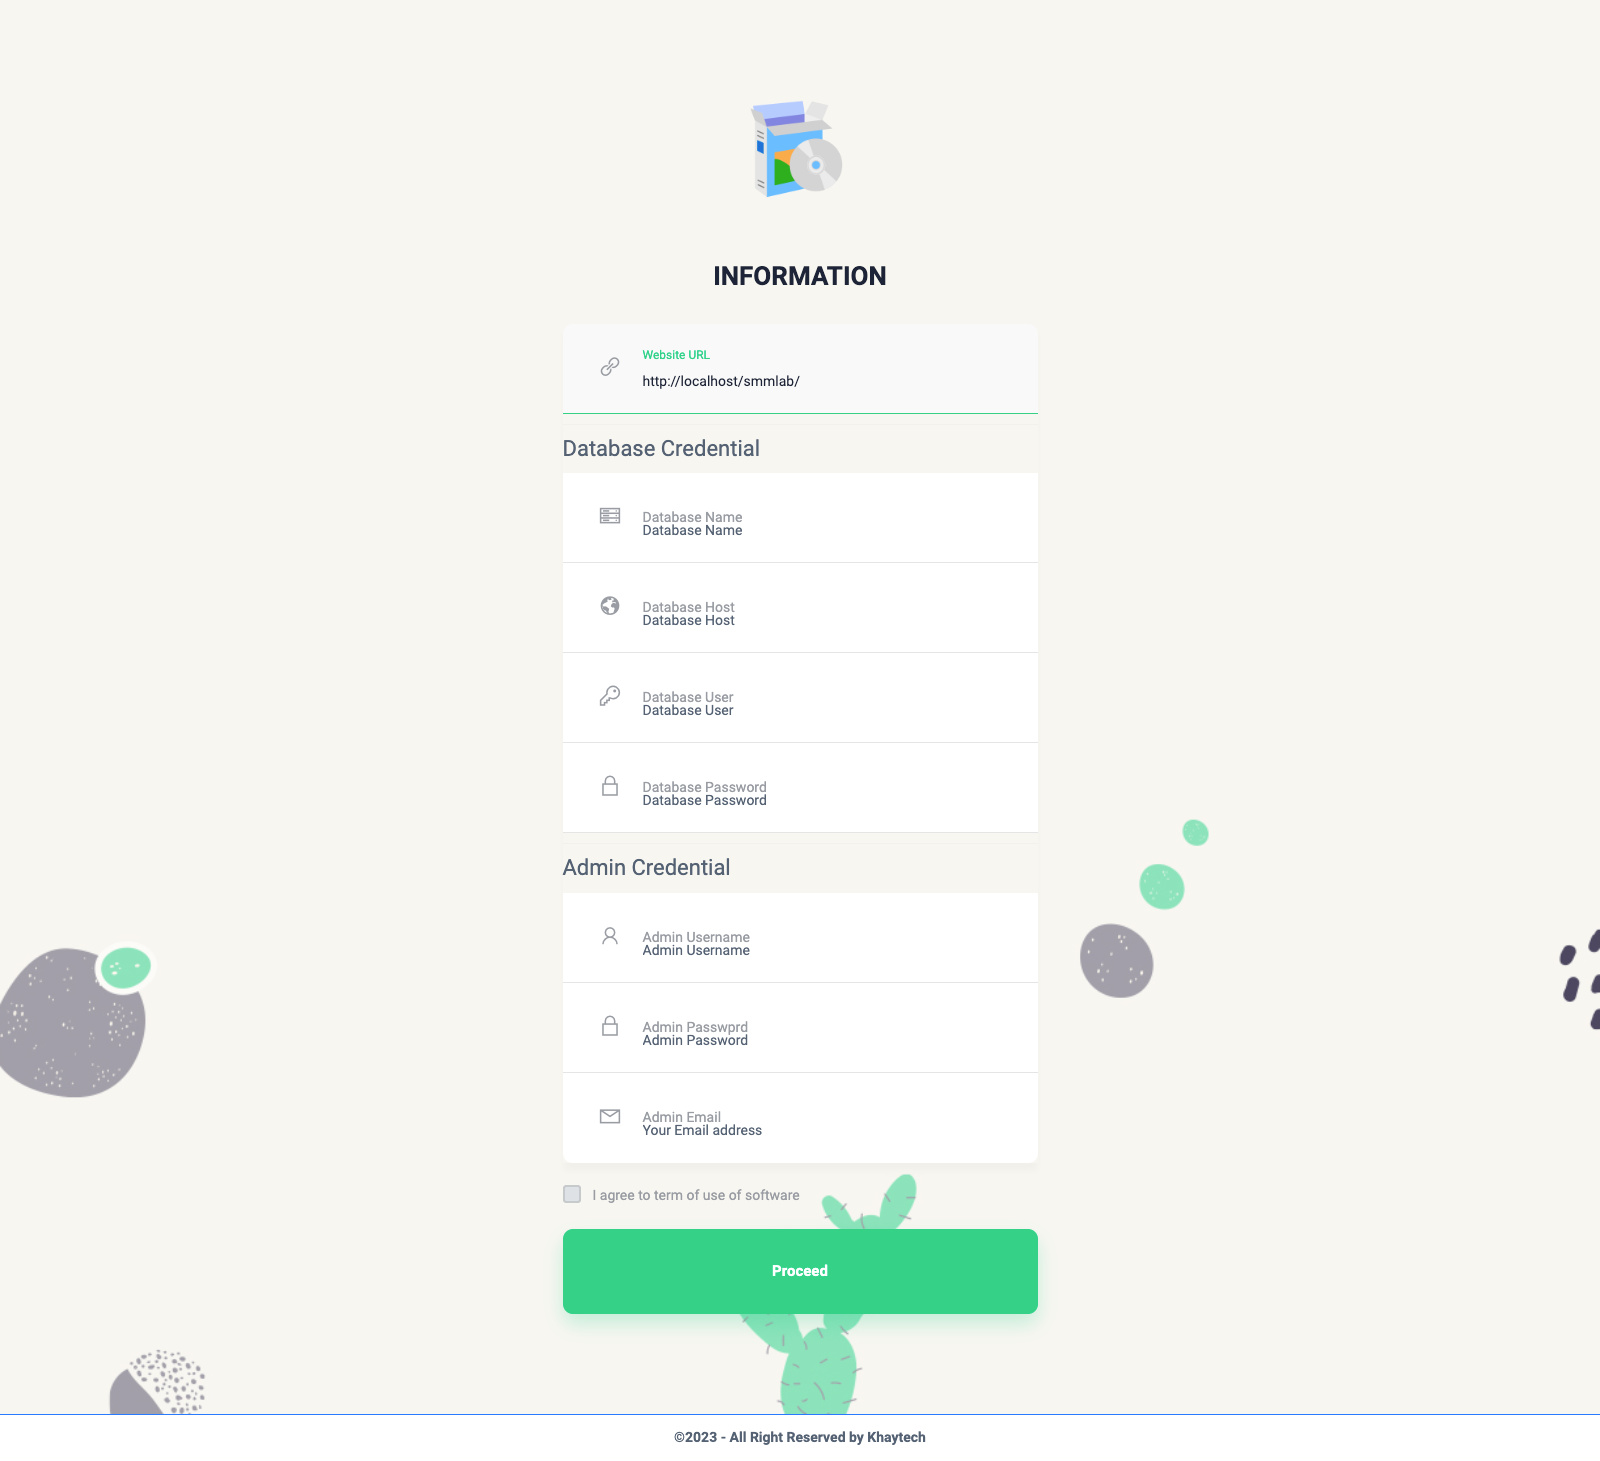 INFORMATION
Website URL
http://localhost/smmlab/
Database Credential
Database Name
Database Name
Database Host
Database Host
Database User
Database User
Database Password
Database Password
Admin Credential
Admin Username
Admin Username
Admin Passwprd
Admin Password
Admin Email
Your Email address
I agree to term of use of software
Proceed
©2023 - All Right Reserved by Khaytech